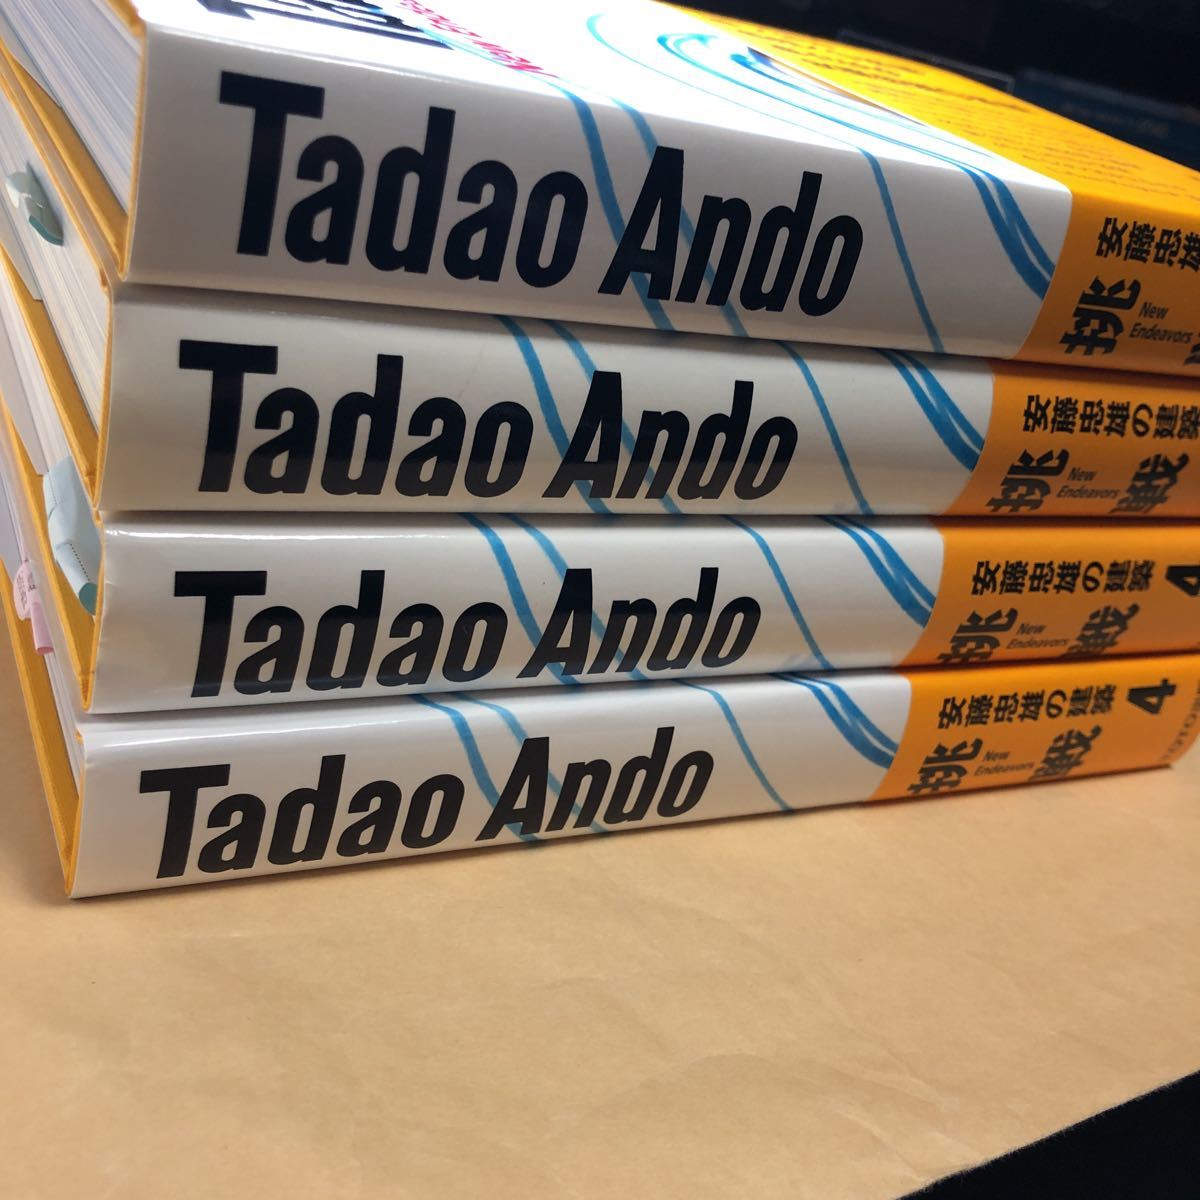 Tadao Ando
安藤忠雄
挑
New
Endeavors
Tadao Ando
安藤忠雄の建築
挑戦
New
Endeavors
Tadao Ando
安藤忠雄の建築 4
挑戦
New
Endeavors
Tadao Ando
安藤忠雄の建築 4
挑戦
New
Endeavors